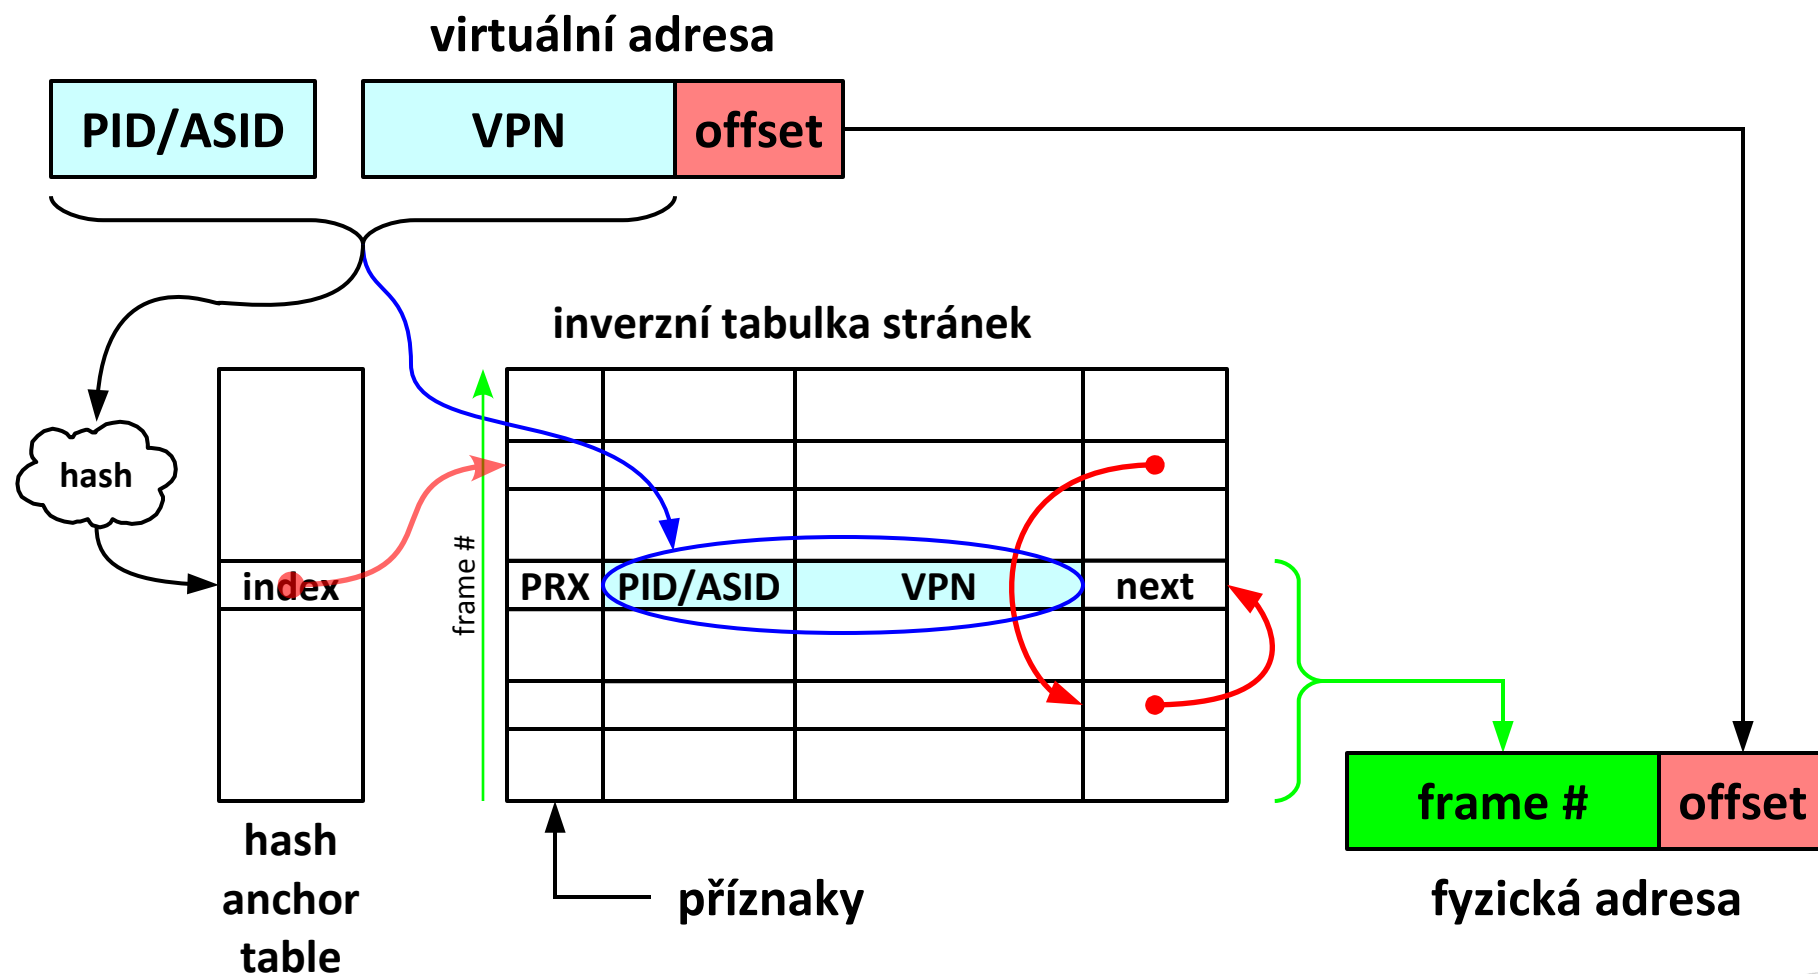 virtuální adresa
PID/ASID VPN offset
inverzní tabulka stránek
hash
frame #
index PRX PID/ASID VPN next
frame # offset
hash
anchor
table
příznaky
fyzická adresa